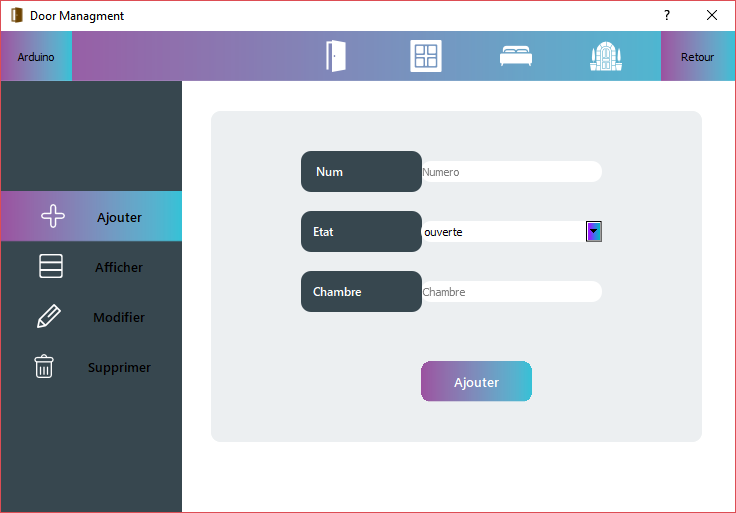 Door Managment
?
Arduino
Retour
Ajouter
Afficher
Modifier
Supprimer
Num
Numero
Etat
ouverte
Chambre
Chambre
Ajouter